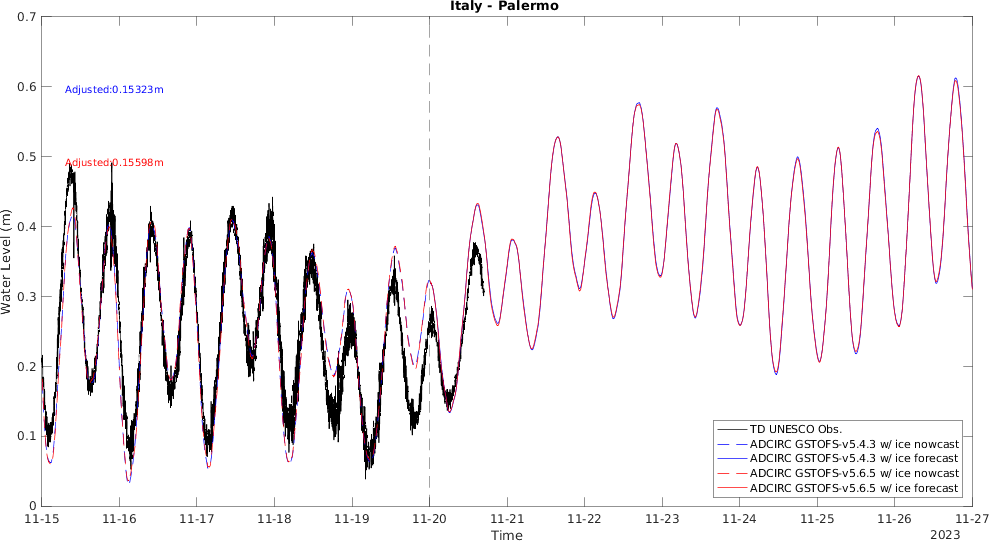 Italy - Palermo
0.7
0.6
0.5
0.4
0.3
0.2
0.1
0
Water Level (m)
Adjusted:0.15323m
Adjusted:0.15598m
TD UNESCO Obs.
ADCIRC GSTOFS-v5.4.3 w/ ice nowcast
ADCIRC GSTOFS-v5.4.3 w/ ice forecast
ADCIRC GSTOFS-v5.6.5 w/ ice nowcast
ADCIRC GSTOFS-v5.6.5 w/ ice forecast
11-15 11-16 11-17 11-18 11-19 11-20 11-21 11-22 11-23 11-24 11-25 11-26 11-27
Time
2023